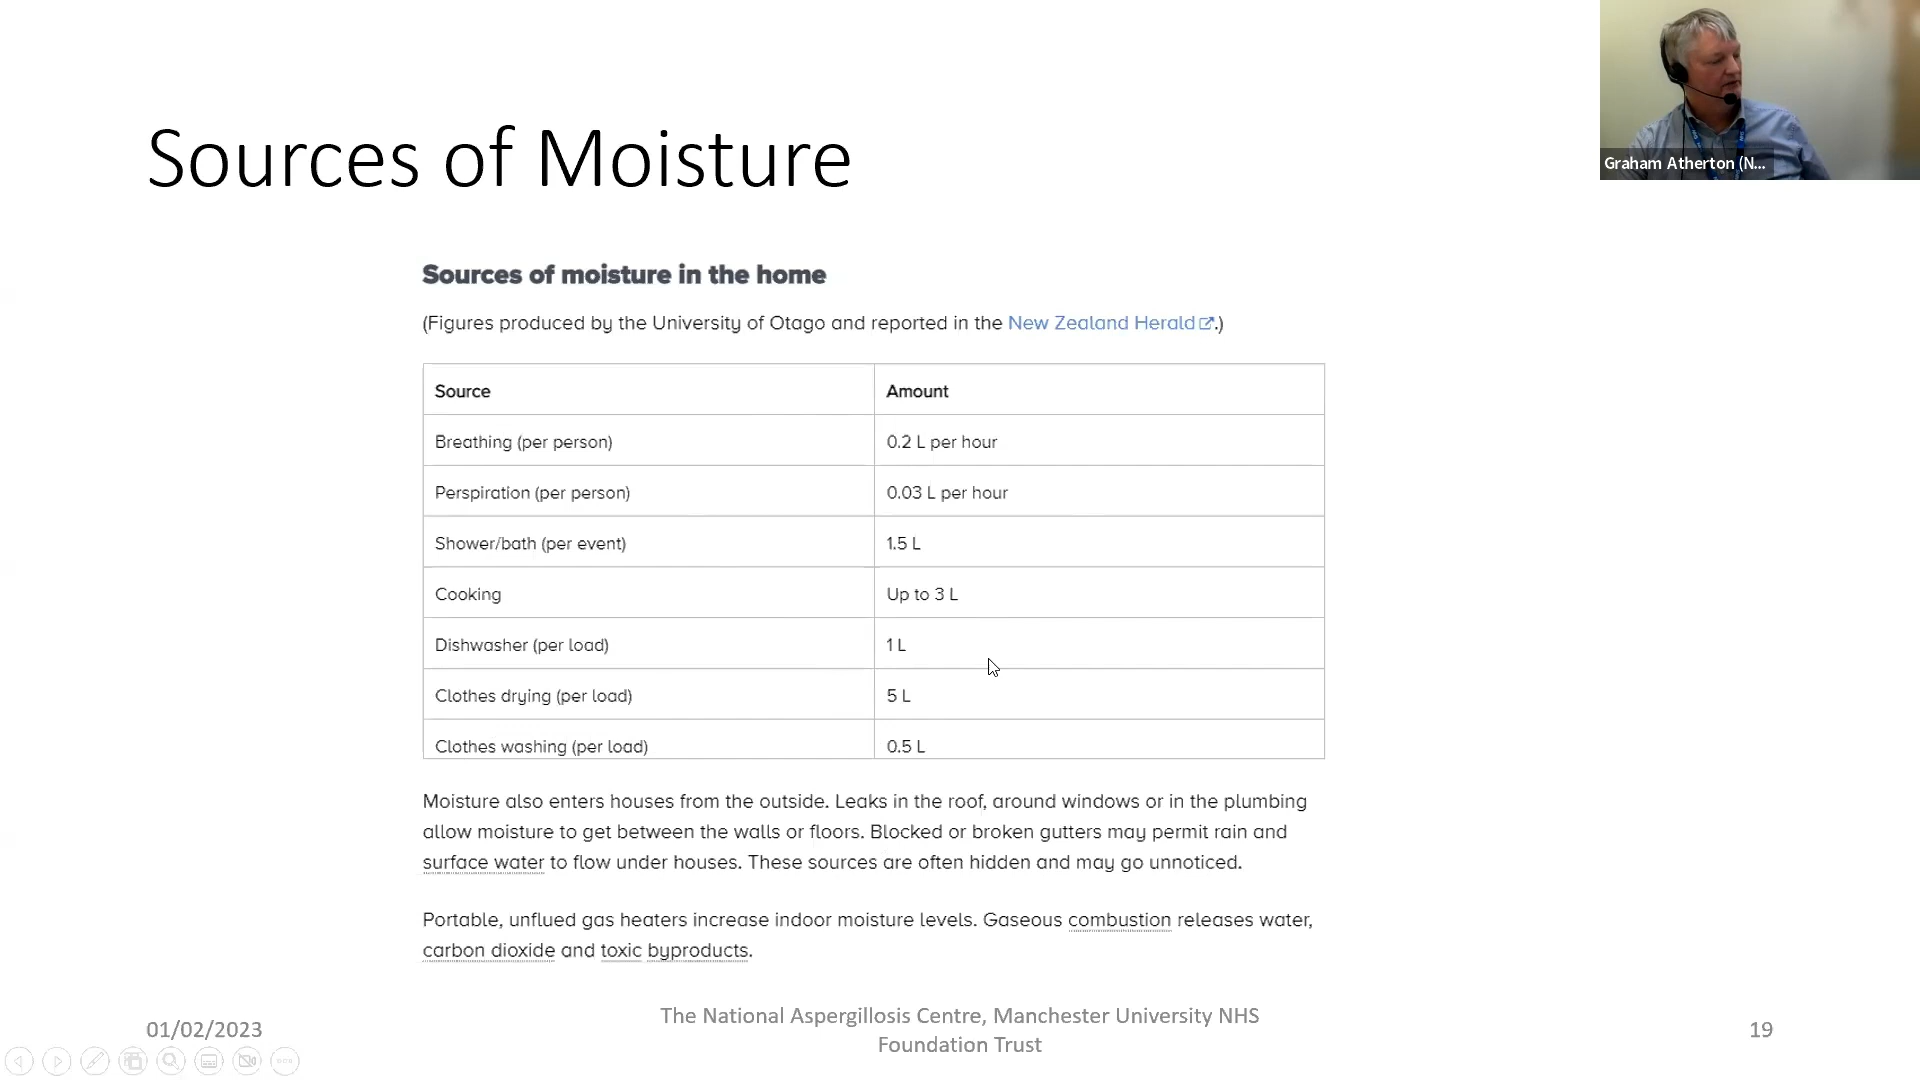 Graham Atherton (N...
Sources of Moisture
Sources of moisture in the home
(Figures produced by the University of Otago and reported in the New Zealand Herald.)
Source Amount
Breathing (per person) 0.2 L per hour
Perspiration (per person) 0.03 L per hour
Shower/bath (per event) 1.5 L
Cooking Up to 3 L
Dishwasher (per load) 1 L
Clothes drying (per load) 5 L
Clothes washing (per load) 0.5 L
Moisture also enters houses from the outside. Leaks in the roof, around windows or in the plumbing
allow moisture to get between the walls or floors. Blocked or broken gutters may permit rain and
surface water to flow under houses. These sources are often hidden and may go unnoticed.
Portable, unflued gas heaters increase indoor moisture levels. Gaseous combustion releases water,
carbon dioxide and toxic byproducts.
01/02/2023
The National Aspergillosis Centre, Manchester University NHS
Foundation Trust
19